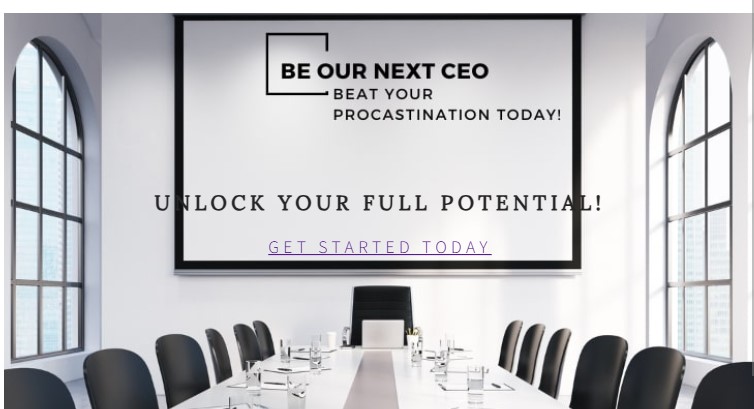 BE OUR NEXT CEO
BEAT YOUR
PROCASTINATION TODAY!
UNLOCK YOUR FULL POTENTIAL!
GET STARTED TODAY